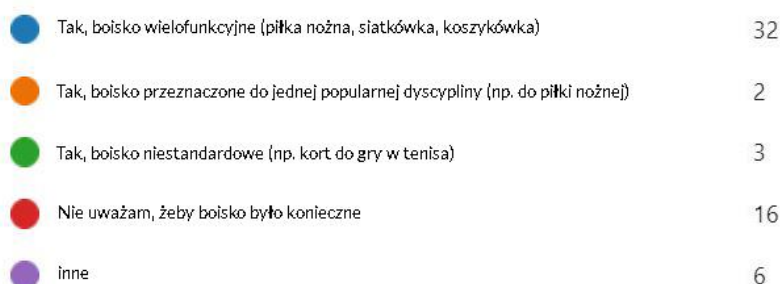 Tak, boisko wielofunkcyjne (piłka nożna, siatkówka, koszykówka) 32
Tak, boisko przeznaczone do jednej popularnej dyscypliny (np. do piłki nożnej) 2
Tak, boisko niestandardowe (np. kort do gry w tenisa) 3
Nie uważam, żeby boisko było konieczne 16
inne 6